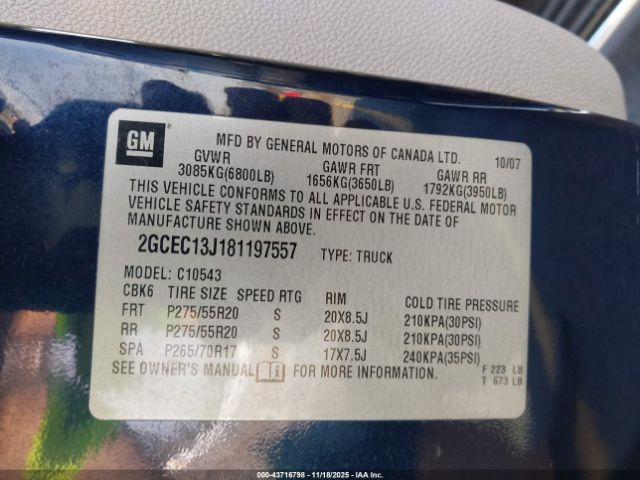 GM ®
MFD BY GENERAL MOTORS OF CANADA LTD. 10/07
GVWR GAWR FRT GAWR RR
3085KG(6800LB) 1656KG(3650LB) 1792KG(3950LB)
THIS VEHICLE CONFORMS TO ALL APPLICABLE U.S. FEDERAL MOTOR
VEHICLE SAFETY STANDARDS IN EFFECT ON THE DATE OF
MANUFACTURE SHOWN ABOVE.
2GCEC13J181197557 TYPE: TRUCK
MODEL: C10543
CBK6 TIRE SIZE SPEED RTG RIM COLD TIRE PRESSURE
FRT P275/55R20 S 20X8.5J 210KPA(30PSI)
RR P275/55R20 S 20X8.5J 210KPA(30PSI)
SPA P265/70R17 S 17X7.5J 240KPA(35PSI)
SEE OWNER'S MANUAL FOR MORE INFORMATION.
F 223 LB
T 673 LB
000-43716798 - 11/18/2025 - IAA Inc.